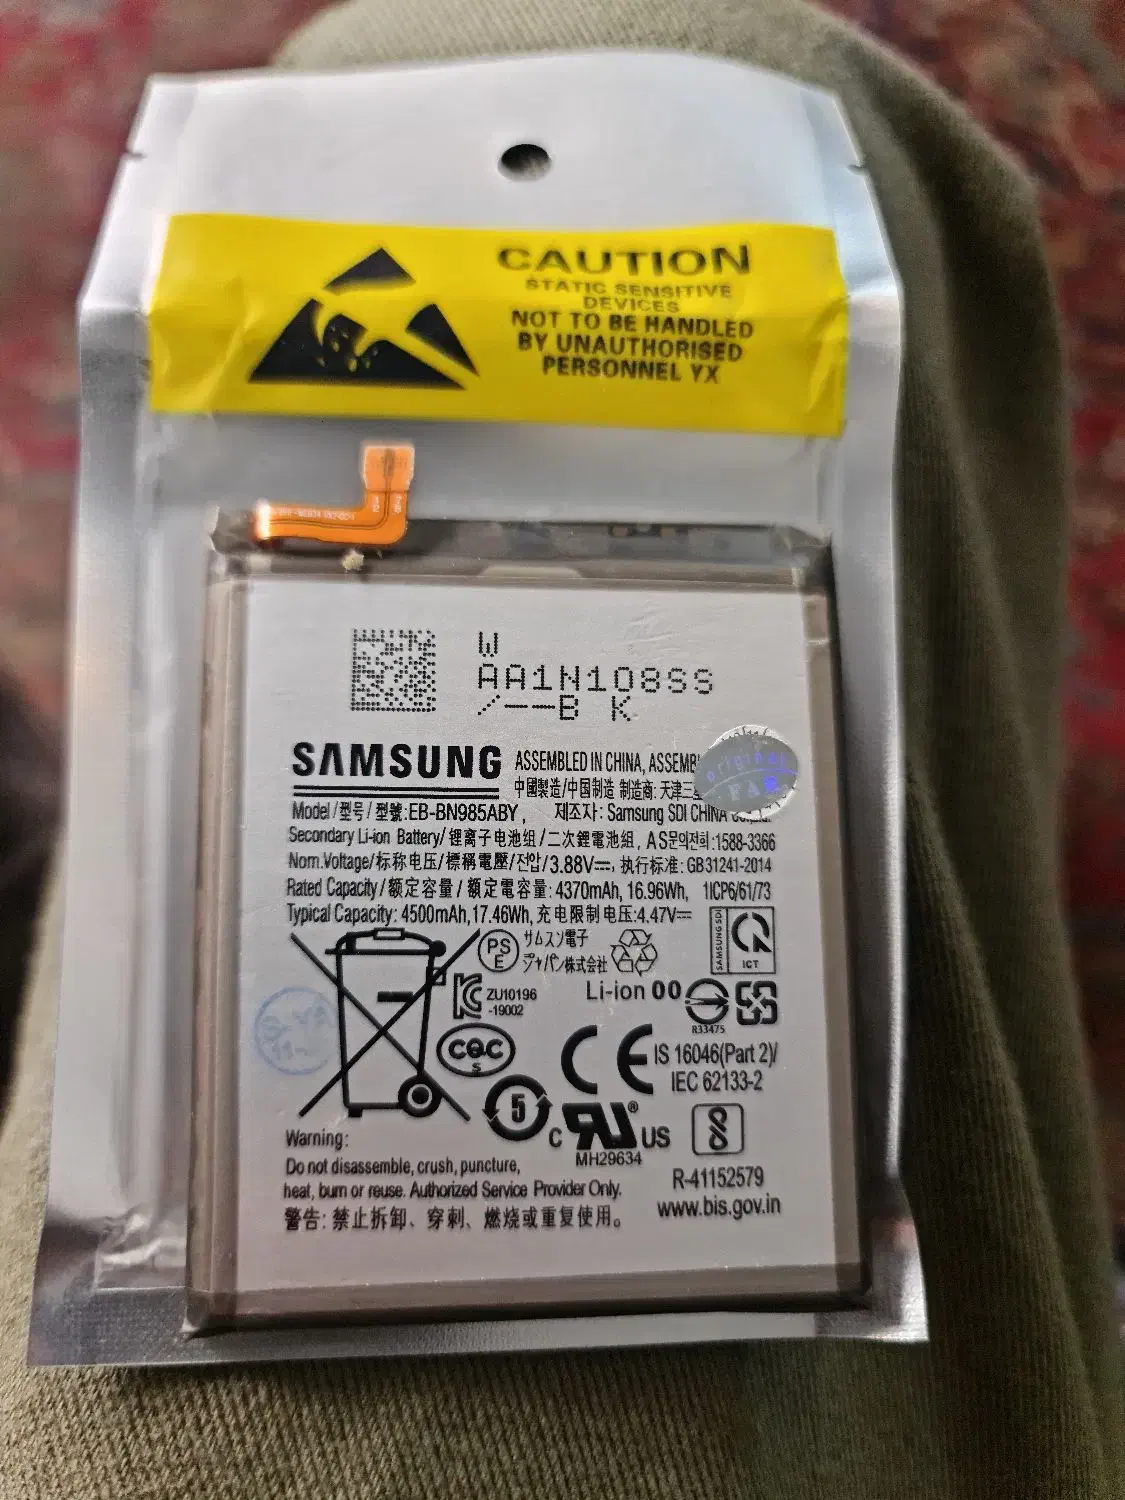 CAUTION
STATIC SENSITIVE
DEVICES
NOT TO BE HANDLED
BY UNAUTHORISED
PERSONNEL YX
W
AA1N108SS
/--B K
SAMSUNG
ASSEMBLED IN CHINA,
中國製造/中国制造 制造商: 天津三
Model/型号/型號:EB-BN985ABY, 제조자: Samsung SDI CHINA
Secondary Li-ion Battery/锂离子电池组/二次鋰電池組, AS문의전화:1588-3366
Nom.Voltage/标称电压/標稱電壓/전압/3.88V⎓, 执行标准: GB31241-2014
Rated Capacity/额定容量/額定電容量: 4370mAh, 16.96Wh, 1ICP6/61/73
Typical Capacity: 4500mAh,17.46Wh, 充电限制电压:4.47V⎓
PS
E
サムスン電子
ジャパン株式会社
SAMSUNG SDI
ICT
ZU10196
-19002
Li-ion 00
R33475
CQC
S
CE
IS 16046(Part 2)/
IEC 62133-2
5
C
US
MH29634
Warning:
Do not disassemble, crush, puncture,
heat, burn or reuse. Authorized Service Provider Only.
警告: 禁止拆卸、穿刺、燃烧或重复使用。
R-41152579
www.bis.gov.in
original